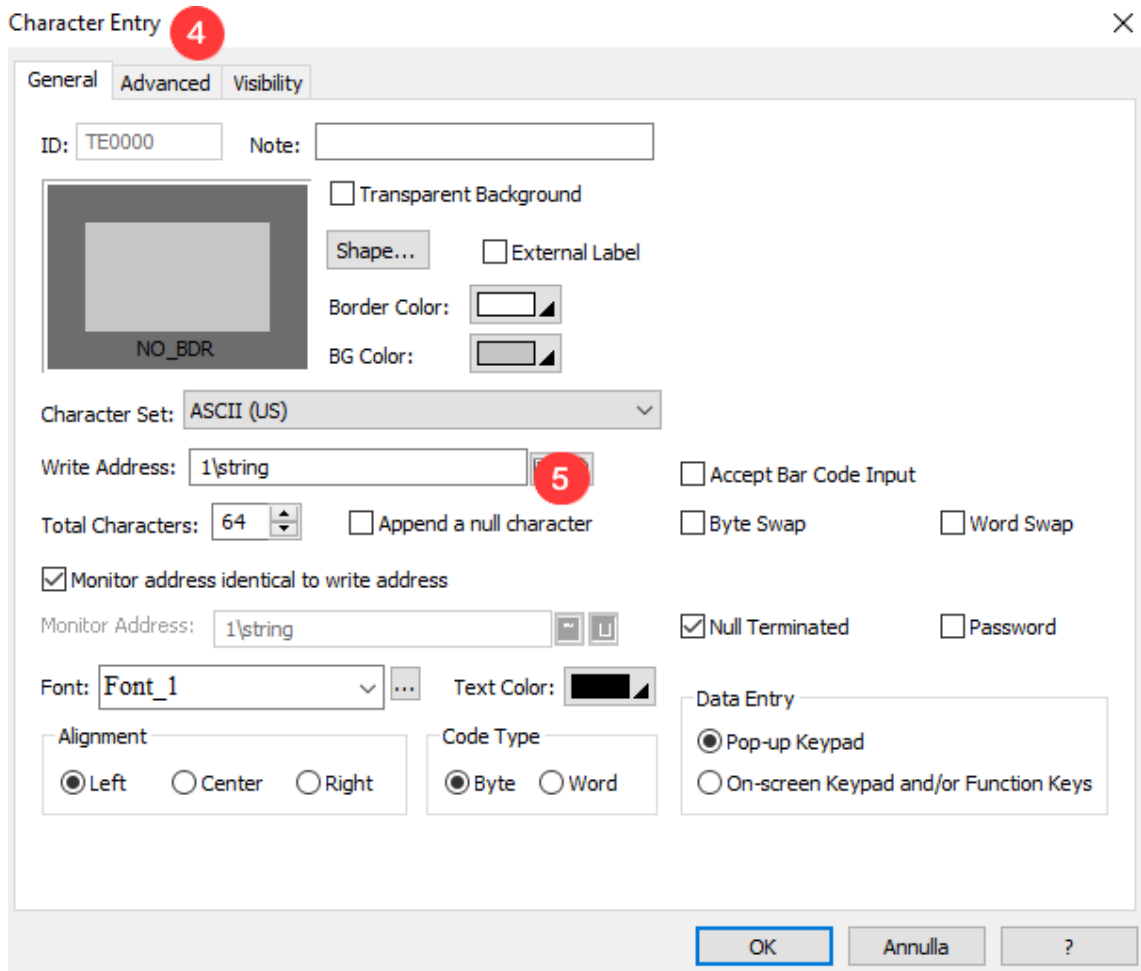 Character Entry 4
General Advanced Visibility
ID: TE0000 Note:
Transparent Background
Shape... External Label
Border Color:
NO_BDR
BG Color:
Character Set: ASCII (US)
Write Address: 1\string 5 Accept Bar Code Input
Total Characters: 64 Append a null character Byte Swap Word Swap
Monitor address identical to write address
Monitor Address: 1\string U Null Terminated Password
Font: Font_1 ... Text Color:
Data Entry
Alignment Code Type
Pop-up Keypad
Left Center Right Byte Word On-screen Keypad and/or Function Keys
OK Annulla ?